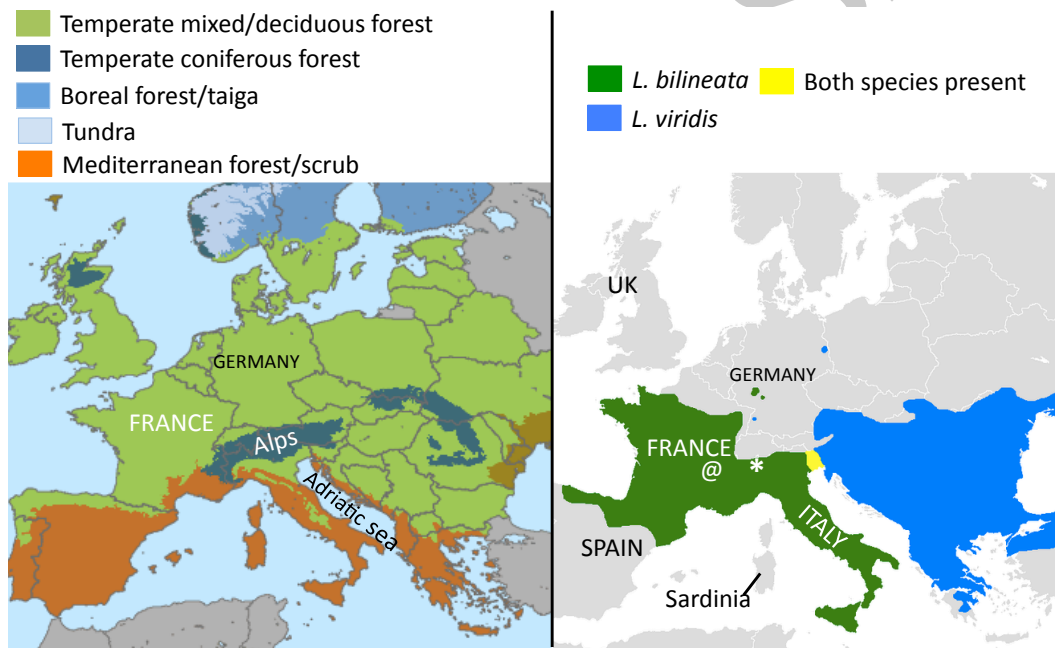 Temperate mixed/deciduous forest
Temperate coniferous forest
Boreal forest/taiga
Tundra
Mediterranean forest/scrub
GERMANY
FRANCE
Alps
Adriatic sea
L. bilineata
Both species present
L. viridis
UK
GERMANY
FRANCE
@
*
ITALY
SPAIN
Sardinia